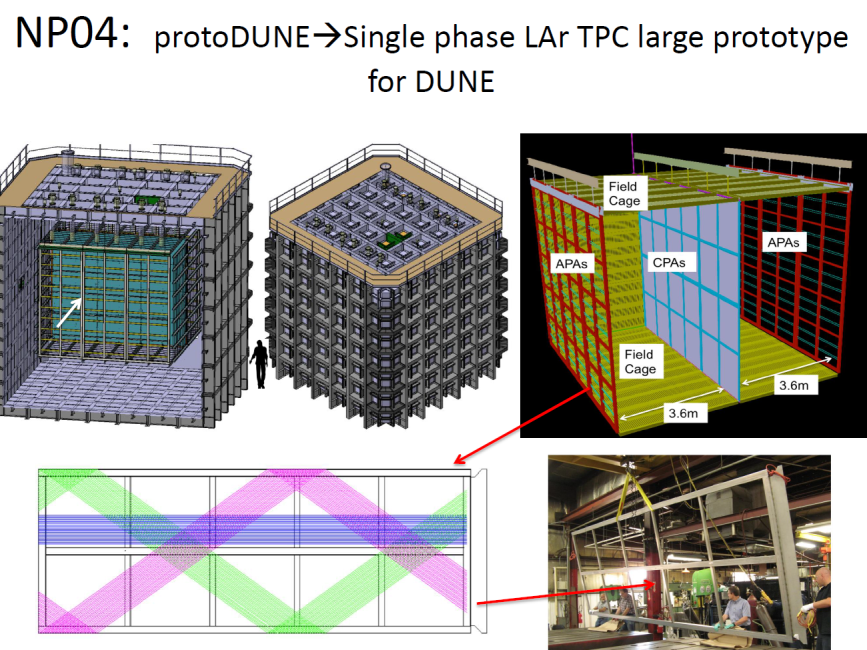 NP04: protoDUNE→Single phase LAr TPC large prototype
for DUNE
Field
Cage
APAs
CPAs
APAs
Field
Cage
3.6m
3.6m